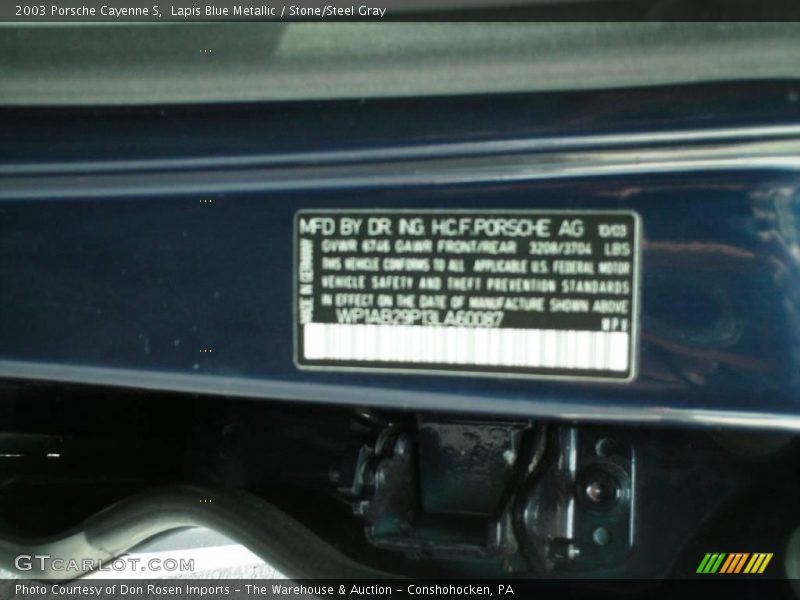 2003 Porsche Cayenne S,  Lapis Blue Metallic / Stone/Steel Gray
MFD BY DR. ING. H.C.F. PORSCHE AG 10/03
GVWR 6746 GAWR FRONT/REAR 3208/3704 LBS
THIS VEHICLE CONFORMS TO ALL APPLICABLE U.S. FEDERAL MOTOR
VEHICLE SAFETY AND THEFT PREVENTION STANDARDS
IN EFFECT ON THE DATE OF MANUFACTURE SHOWN ABOVE
WP1AB29P13LA60087
MPV
MADE IN GERMANY
GTCARLOT.COM
Photo Courtesy of Don Rosen Imports - The Warehouse & Auction - Conshohocken, PA